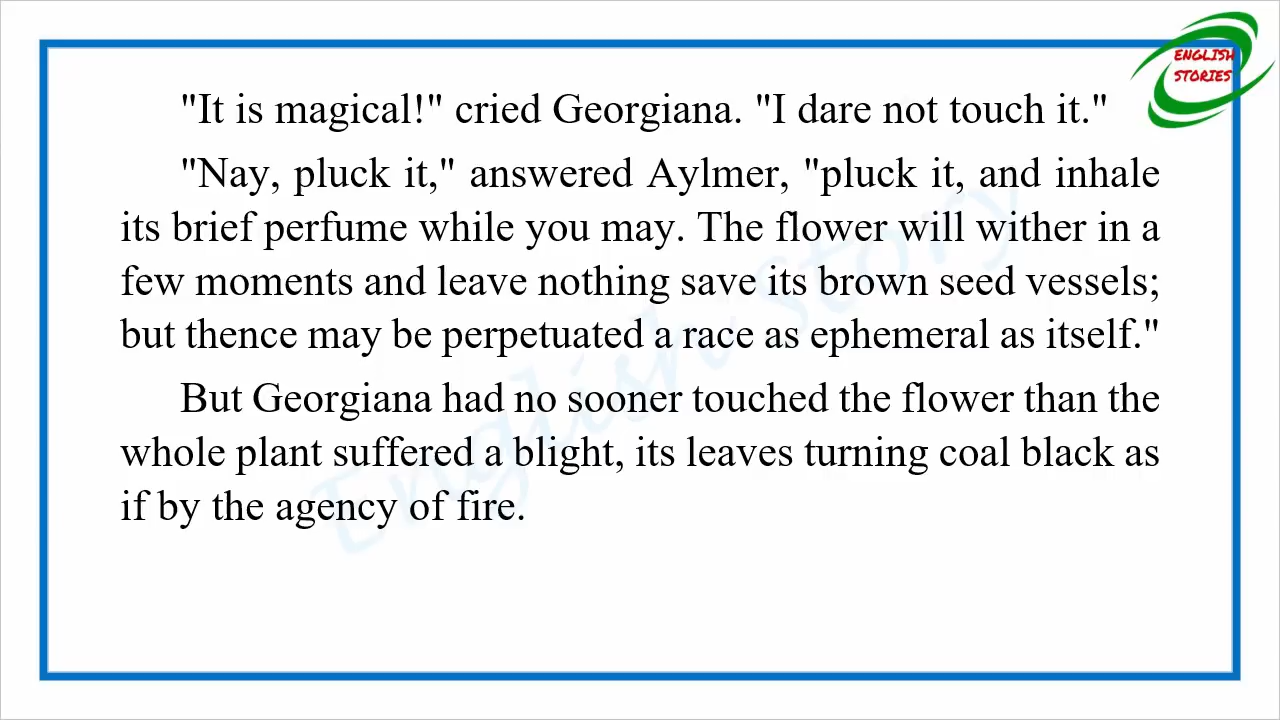 ENGLISH
STORIES
"It is magical!" cried Georgiana. "I dare not touch it."
"Nay, pluck it," answered Aylmer, "pluck it, and inhale
its brief perfume while you may. The flower will wither in a
few moments and leave nothing save its brown seed vessels;
but thence may be perpetuated a race as ephemeral as itself."
But Georgiana had no sooner touched the flower than the
whole plant suffered a blight, its leaves turning coal black as
if by the agency of fire.
English Story